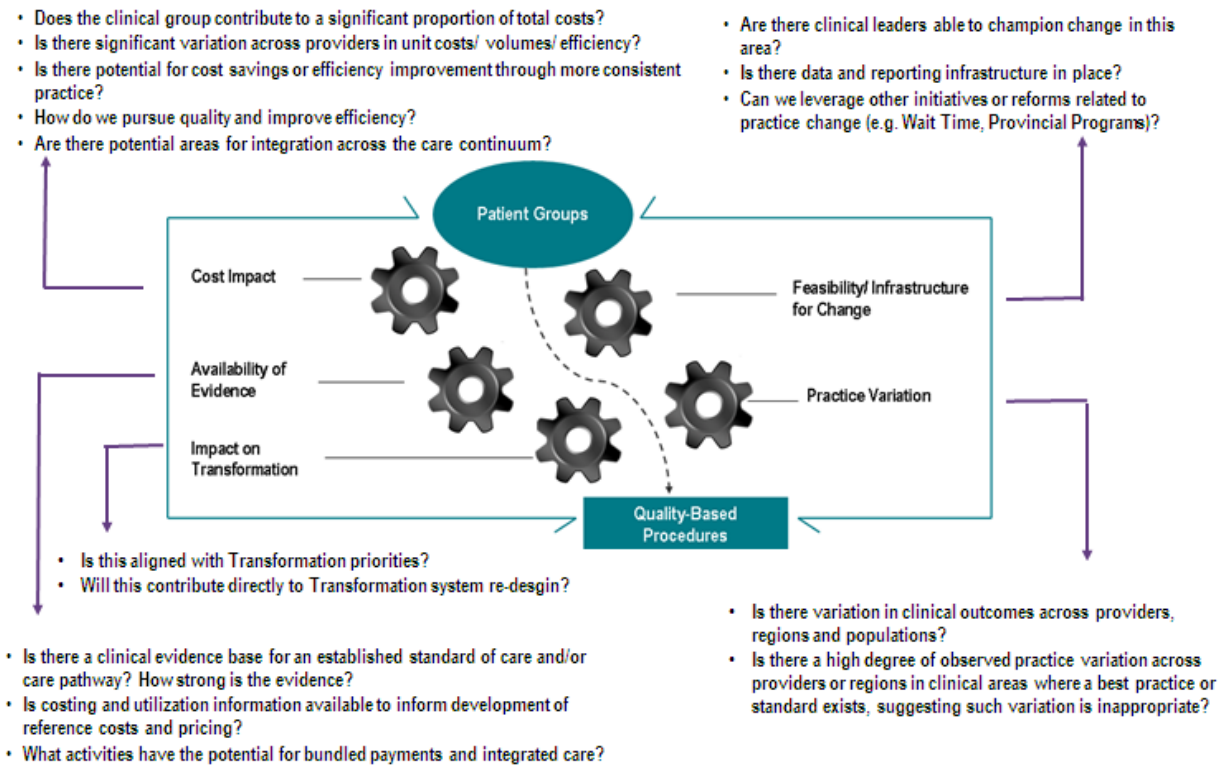 • Does the clinical group contribute to a significant proportion of total costs?
• Is there significant variation across providers in unit costs/ volumes/ efficiency?
• Is there potential for cost savings or efficiency improvement through more consistent
practice?
• How do we pursue quality and improve efficiency?
• Are there potential areas for integration across the care continuum?
• Are there clinical leaders able to champion change in this
area?
• Is there data and reporting infrastructure in place?
• Can we leverage other initiatives or reforms related to
practice change (e.g. Wait Time, Provincial Programs)?
Patient Groups
Cost Impact
Feasibility/ Infrastructure
for Change
Availability of
Evidence
Practice Variation
Impact on
Transformation
Quality-Based
Procedures
• Is this aligned with Transformation priorities?
• Will this contribute directly to Transformation system re-desgin?
• Is there a clinical evidence base for an established standard of care and/or
care pathway? How strong is the evidence?
• Is costing and utilization information available to inform development of
reference costs and pricing?
• What activities have the potential for bundled payments and integrated care?
• Is there variation in clinical outcomes across providers,
regions and populations?
• Is there a high degree of observed practice variation across
providers or regions in clinical areas where a best practice or
standard exists, suggesting such variation is inappropriate?